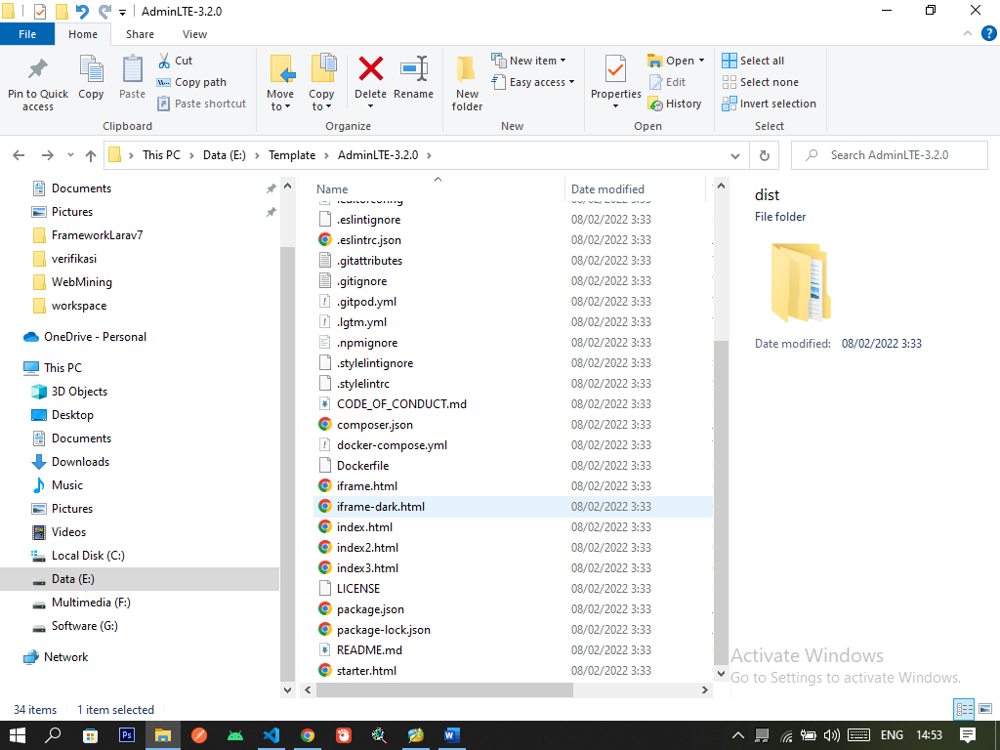 AdminLTE-3.2.0
File Home Share View
Pin to Quick access
Copy
Paste
Cut
Copy path
Paste shortcut
Clipboard
Move to
Copy to
Delete
Rename
Organize
New folder
New item
Easy access
New
Properties
Open
Edit
History
Open
Select all
Select none
Invert selection
Select
This PC Data (E:) Template AdminLTE-3.2.0
Search AdminLTE-3.2.0
Documents
Pictures
FrameworkLarav7
verifikasi
WebMining
workspace
OneDrive - Personal
This PC
3D Objects
Desktop
Documents
Downloads
Music
Pictures
Videos
Local Disk (C:)
Data (E:)
Multimedia (F:)
Software (G:)
Network
Name Date modified
.editorconfig 08/02/2022 3:33
.eslintignore 08/02/2022 3:33
.eslintrc.json 08/02/2022 3:33
.gitattributes 08/02/2022 3:33
.gitignore 08/02/2022 3:33
.gitpod.yml 08/02/2022 3:33
.lgtm.yml 08/02/2022 3:33
.npmignore 08/02/2022 3:33
.stylelintignore 08/02/2022 3:33
.stylelintrc 08/02/2022 3:33
CODE_OF_CONDUCT.md 08/02/2022 3:33
composer.json 08/02/2022 3:33
docker-compose.yml 08/02/2022 3:33
Dockerfile 08/02/2022 3:33
iframe.html 08/02/2022 3:33
iframe-dark.html 08/02/2022 3:33
index.html 08/02/2022 3:33
index2.html 08/02/2022 3:33
index3.html 08/02/2022 3:33
LICENSE 08/02/2022 3:33
package.json 08/02/2022 3:33
package-lock.json 08/02/2022 3:33
README.md 08/02/2022 3:33
starter.html 08/02/2022 3:33
dist
File folder
Date modified: 08/02/2022 3:33
Activate Windows
Go to Settings to activate Windows.
34 items 1 item selected
Ps
W
ENG 14:53